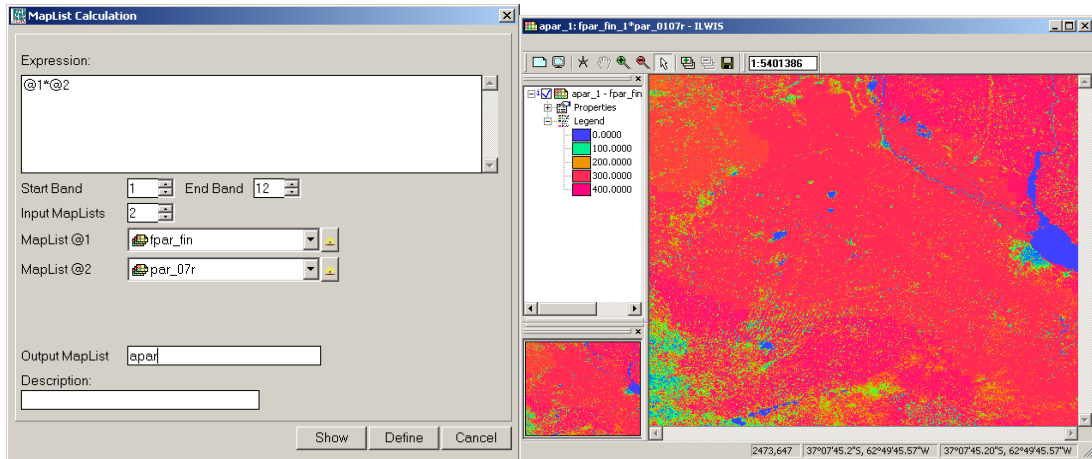 MapList Calculation
Expression:
@1*@2
Start Band 1 End Band 12
Input MapLists 2
MapList @1 fpar_fin
MapList @2 par_07r
Output MapList apar
Description:
Show Define Cancel
apar_1: fpar_fin_1*par_0107r - ILWIS
1:5401386
apar_1 - fpar_fin
Properties
Legend
0.0000
100.0000
200.0000
300.0000
400.0000
2473,647 37°07'45.2"S, 62°49'45.57"W 37°07'45.20"S, 62°49'45.57"W